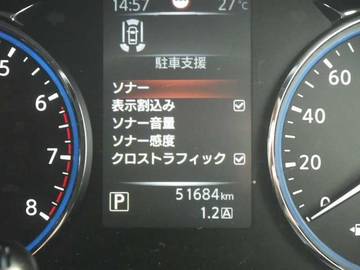 14:57 27℃
駐車支援
ソナー
表示割込み
ソナー音量
ソナー感度
クロストラフィック
P 51684 km
1.2 A
5
6
7
8
60
40
20
0